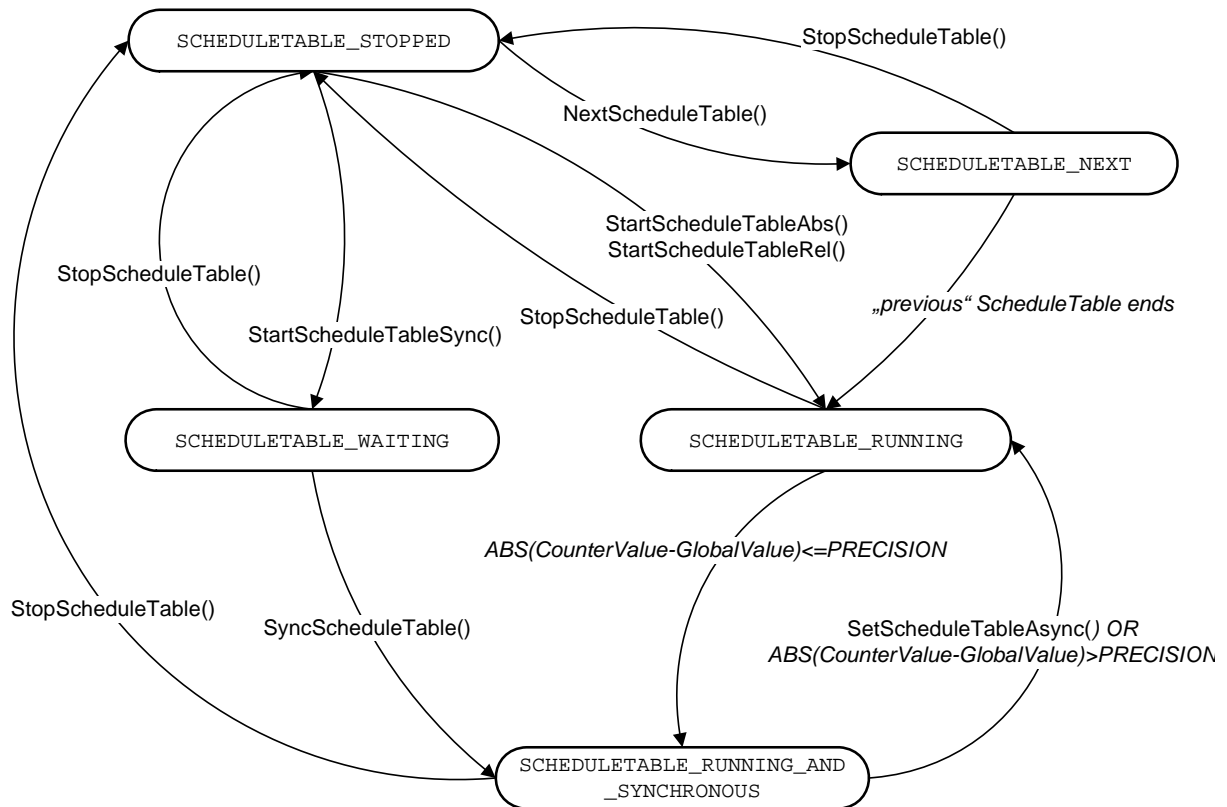 SCHEDULETABLE_STOPPED
StopScheduleTable()
NextScheduleTable()
SCHEDULETABLE_NEXT
StartScheduleTableAbs()
StartScheduleTableRel()
StopScheduleTable()
„previous“ ScheduleTable ends
StopScheduleTable()
StartScheduleTableSync()
SCHEDULETABLE_WAITING
SCHEDULETABLE_RUNNING
ABS(CounterValue-GlobalValue)<=PRECISION
StopScheduleTable()
SyncScheduleTable()
SetScheduleTableAsync() OR
ABS(CounterValue-GlobalValue)>PRECISION
SCHEDULETABLE_RUNNING_AND
_SYNCHRONOUS